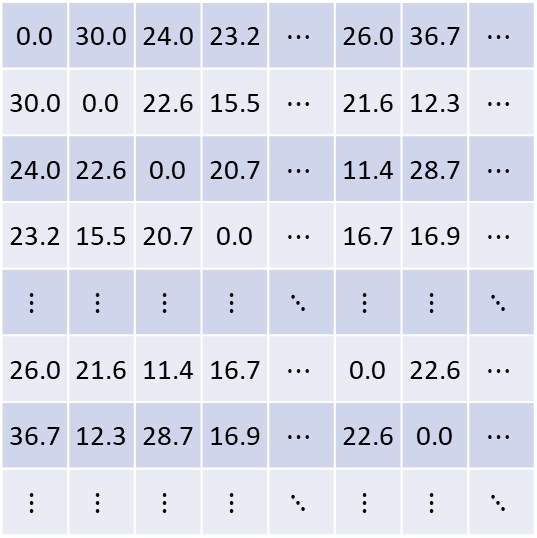 0.0 30.0 24.0 23.2 ⋯ 26.0 36.7 ⋯
30.0 0.0 22.6 15.5 ⋯ 21.6 12.3 ⋯
24.0 22.6 0.0 20.7 ⋯ 11.4 28.7 ⋯
23.2 15.5 20.7 0.0 ⋯ 16.7 16.9 ⋯
⋮ ⋮ ⋮ ⋮ ⋱ ⋮ ⋮ ⋱
26.0 21.6 11.4 16.7 ⋯ 0.0 22.6 ⋯
36.7 12.3 28.7 16.9 ⋯ 22.6 0.0 ⋯
⋮ ⋮ ⋮ ⋮ ⋱ ⋮ ⋮ ⋱